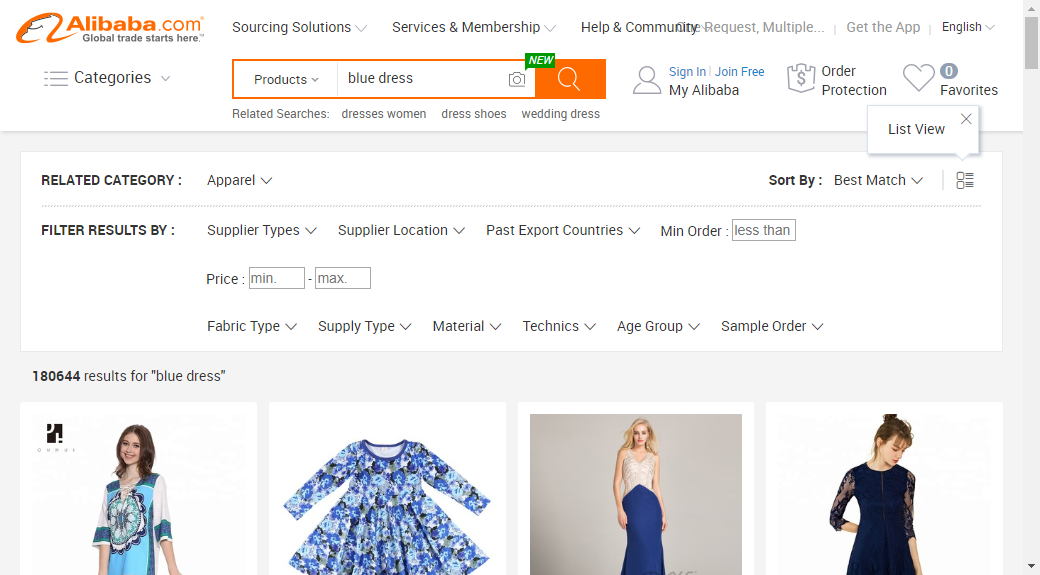 Alibaba.com
Global trade starts here.™
Sourcing Solutions
Services & Membership
Help & Community
One Request, Multiple...
Get the App
English
Categories
Products
blue dress
NEW
Sign In
Join Free
My Alibaba
Order
Protection
0
Favorites
Related Searches: dresses women dress shoes wedding dress
List View
RELATED CATEGORY : Apparel
Sort By : Best Match
FILTER RESULTS BY : Supplier Types Supplier Location Past Export Countries Min Order : less than
Price : min. - max.
Fabric Type Supply Type Material Technics Age Group Sample Order
180644 results for "blue dress"